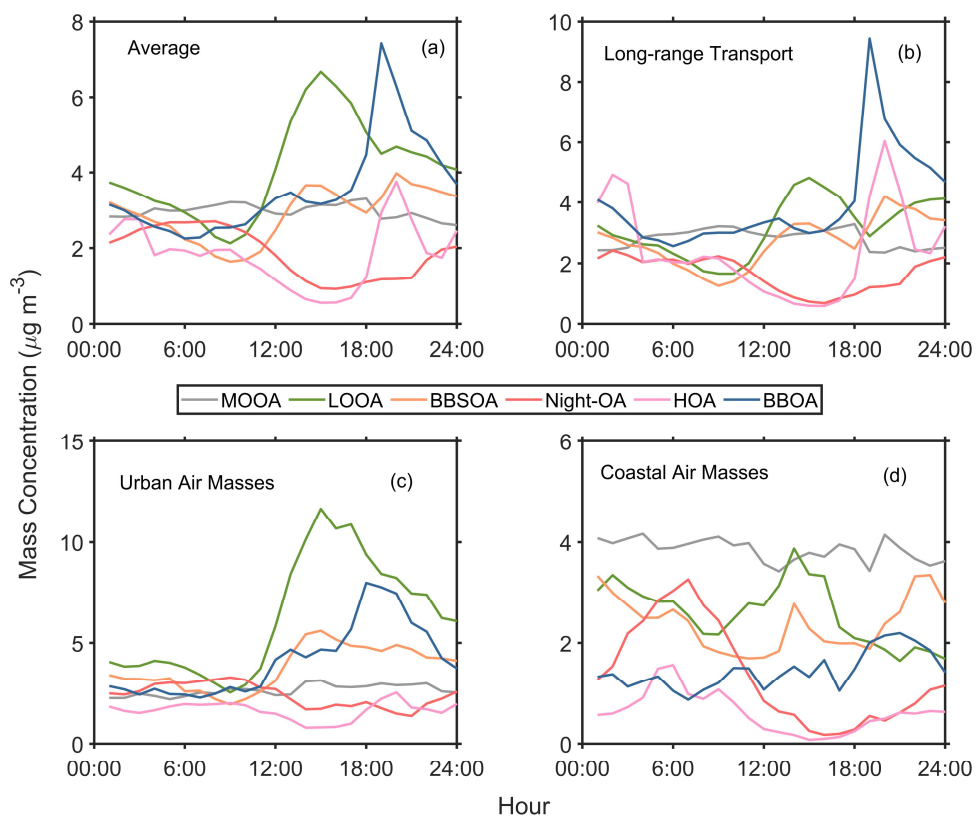 Average (a)
8
6
4
2
0
00:00 6:00 12:00 18:00 24:00
Long-range Transport (b)
10
8
6
4
2
0
00:00 6:00 12:00 18:00 24:00
Mass Concentration (μg m⁻³)
MOOA LOOA BBSOA Night-OA HOA BBOA
Urban Air Masses (c)
15
10
5
0
00:00 6:00 12:00 18:00 24:00
Coastal Air Masses (d)
6
4
2
0
00:00 6:00 12:00 18:00 24:00
Hour